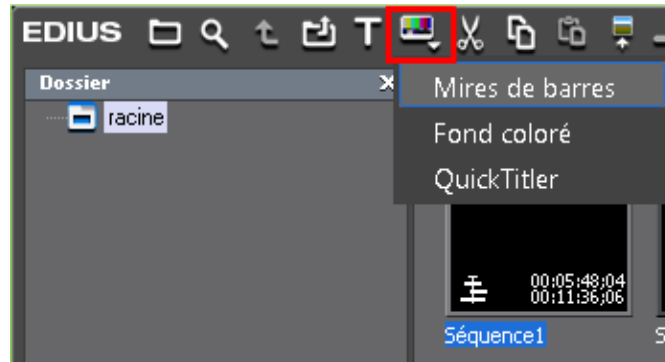 EDIUS
Dossier
racine
Mires de barres
Fond coloré
QuickTitler
00:05:48;04
00:11:36;06
Séquence1